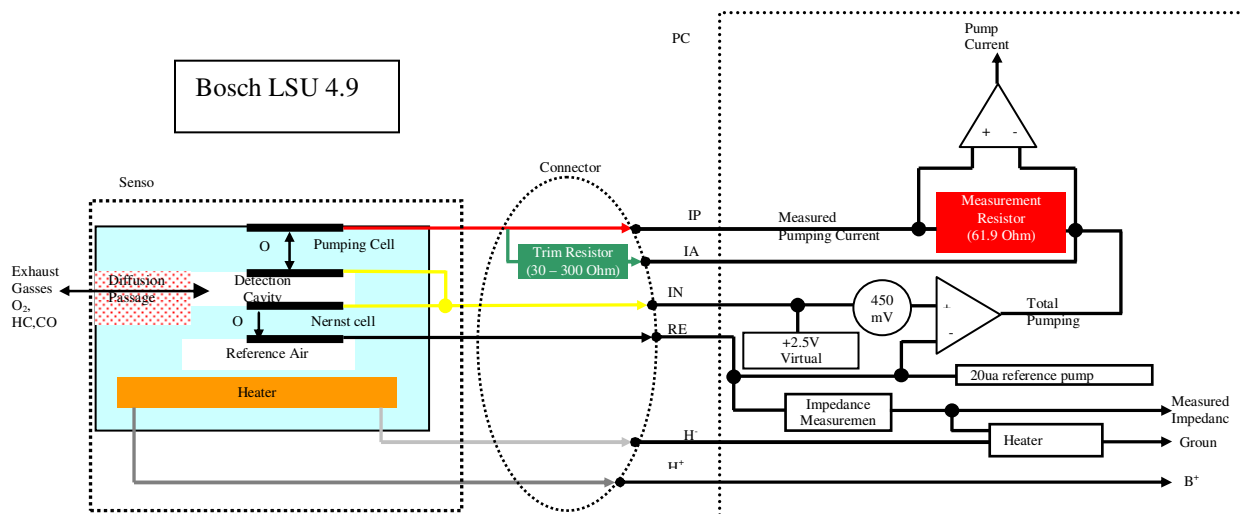 Bosch LSU 4.9
PC
Pump
Current
+ -
Senso
Connector
IP
Measured
Pumping Current
Measurement
Resistor
(61.9 Ohm)
O
Pumping Cell
Trim Resistor
(30 – 300 Ohm)
IA
Exhaust
Gasses
O2,
HC,CO
Diffusion
Passage
Detection
Cavity
IN
450
mV
+
-
Total
Pumping
O
Nernst cell
RE
+2.5V
Virtual
Reference Air
20ua reference pump
Heater
Impedance
Measuremen
Measured
Impedanc
H-
Heater
Groun
H+
B+